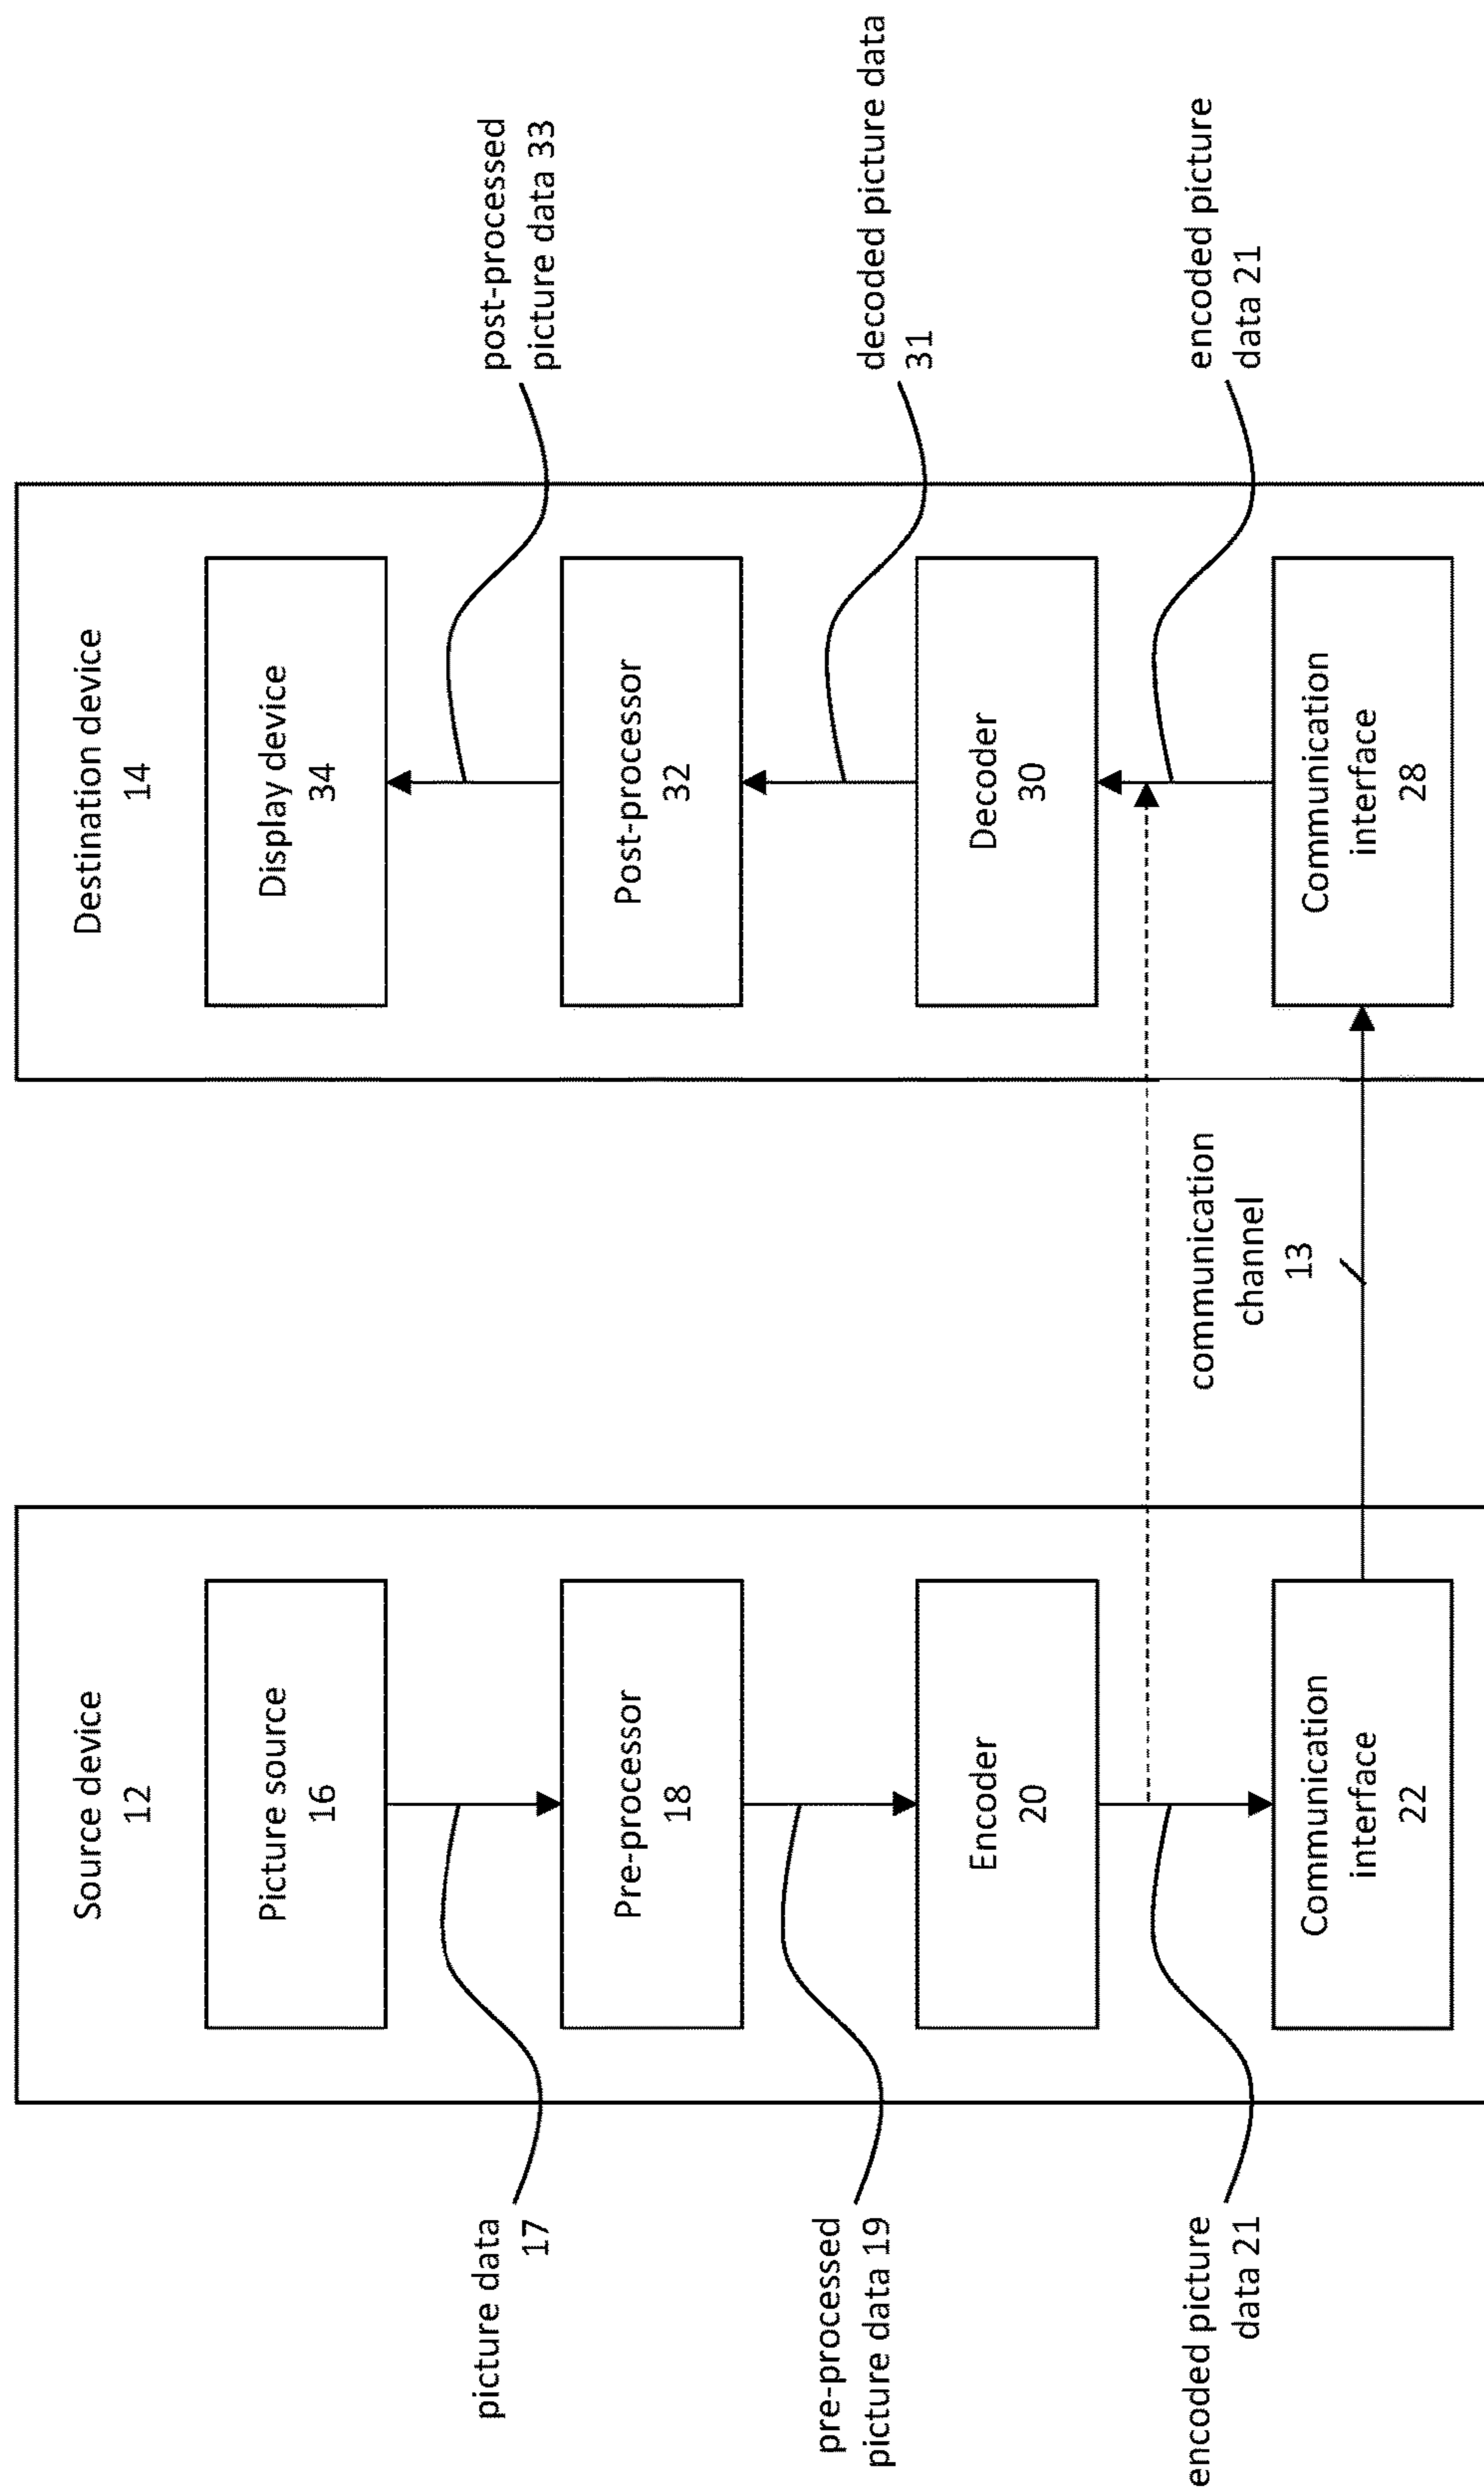 Source device
12
Picture source
16
picture data
17
Pre-processor
18
pre-processed
picture data 19
Encoder
20
encoded picture
data 21
Communication
interface
22
communication
channel
13
Destination device
14
Display device
34
post-processed
picture data 33
Post-processor
32
decoded picture data
31
Decoder
30
encoded picture
data 21
Communication
interface
28